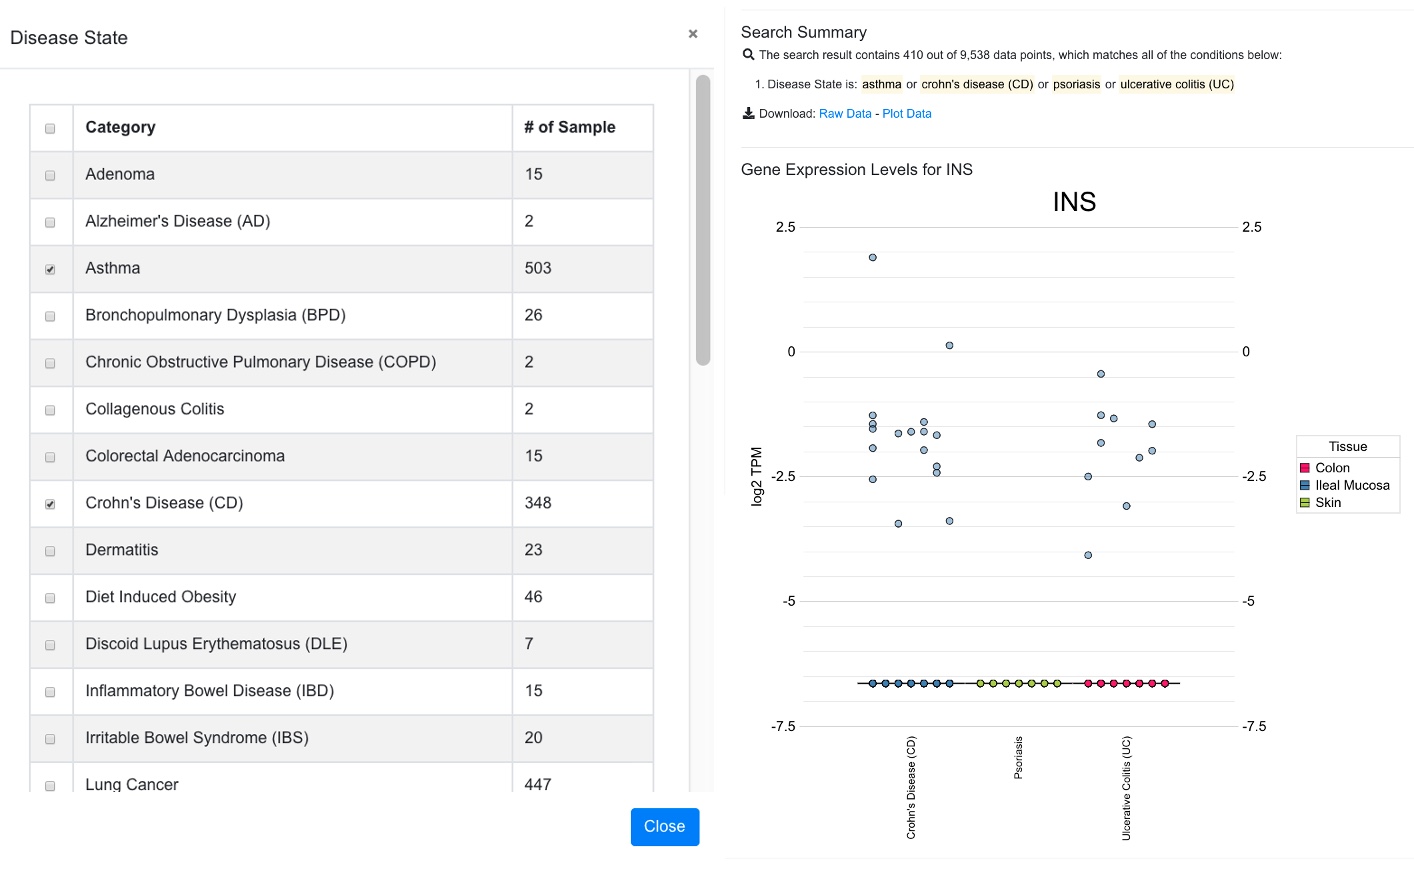 Disease State
×
Category # of Sample
Adenoma 15
Alzheimer's Disease (AD) 2
Asthma 503
Bronchopulmonary Dysplasia (BPD) 26
Chronic Obstructive Pulmonary Disease (COPD) 2
Collagenous Colitis 2
Colorectal Adenocarcinoma 15
Crohn's Disease (CD) 348
Dermatitis 23
Diet Induced Obesity 46
Discoid Lupus Erythematosus (DLE) 7
Inflammatory Bowel Disease (IBD) 15
Irritable Bowel Syndrome (IBS) 20
Lung Cancer 447
Close
Search Summary
The search result contains 410 out of 9,538 data points, which matches all of the conditions below:
1. Disease State is: asthma or crohn's disease (CD) or psoriasis or ulcerative colitis (UC)
Download: Raw Data - Plot Data
Gene Expression Levels for INS
INS
2.5 2.5
0 0
-2.5 -2.5
-5 -5
-7.5 -7.5
log2 TPM
Crohn's Disease (CD)
Psoriasis
Ulcerative Colitis (UC)
Tissue
Colon
Ileal Mucosa
Skin